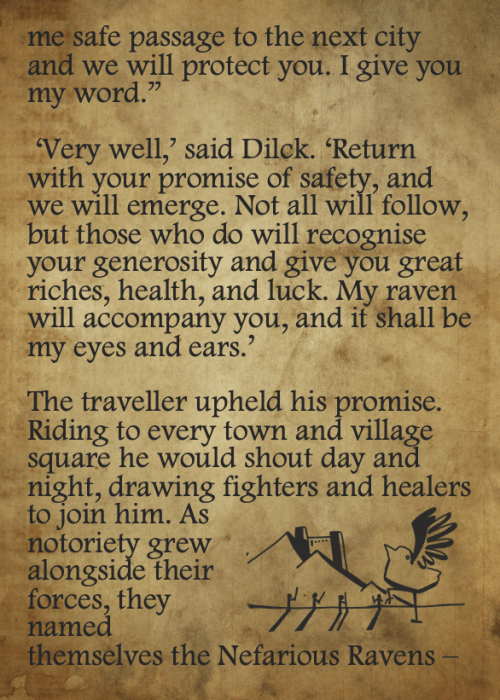 me safe passage to the next city
and we will protect you. I give you
my word.”
‘Very well,’ said Dilck. ‘Return
with your promise of safety, and
we will emerge. Not all will follow,
but those who do will recognise
your generosity and give you great
riches, health, and luck. My raven
will accompany you, and it shall be
my eyes and ears.’
The traveller upheld his promise.
Riding to every town and village
square he would shout day and
night, drawing fighters and healers
to join him. As
notoriety grew
alongside their
forces, they
named
themselves the Nefarious Ravens –